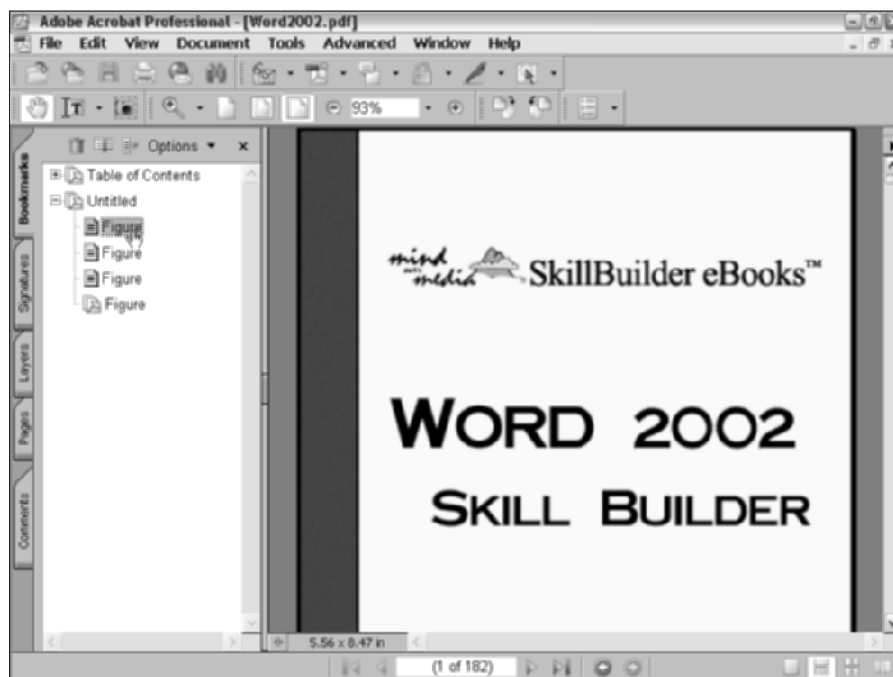 Adobe Acrobat Professional - [Word2002.pdf]
File Edit View Document Tools Advanced Window Help
93%
Options
Bookmarks
Signatures
Layers
Pages
Comments
Table of Contents
Untitled
Figure
Figure
Figure
Figure
mind
media
SkillBuilder eBooks™
WORD 2002
SKILL BUILDER
5.56 x 8.47 in
(1 of 182)